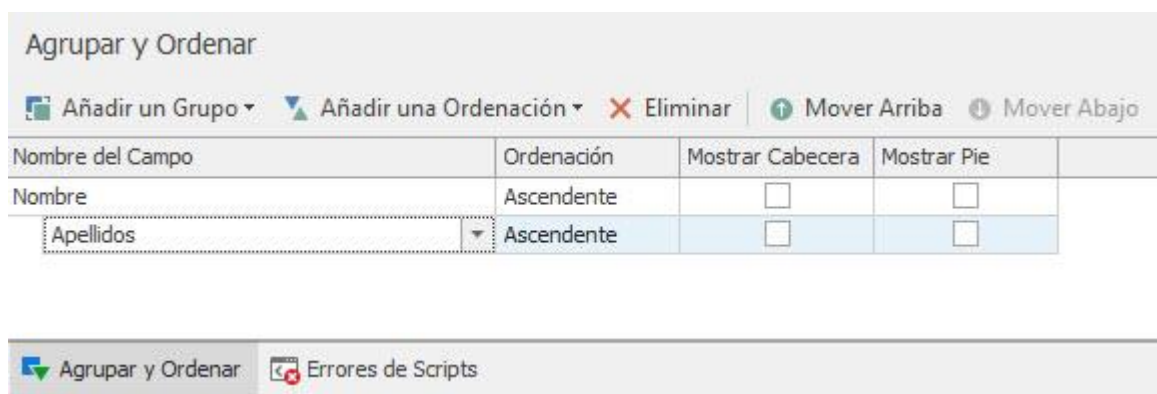 Agrupar y Ordenar
Añadir un Grupo Añadir una Ordenación Eliminar Mover Arriba Mover Abajo
Nombre del Campo Ordenación Mostrar Cabecera Mostrar Pie
Nombre Ascendente
Apellidos Ascendente
Agrupar y Ordenar Errores de Scripts